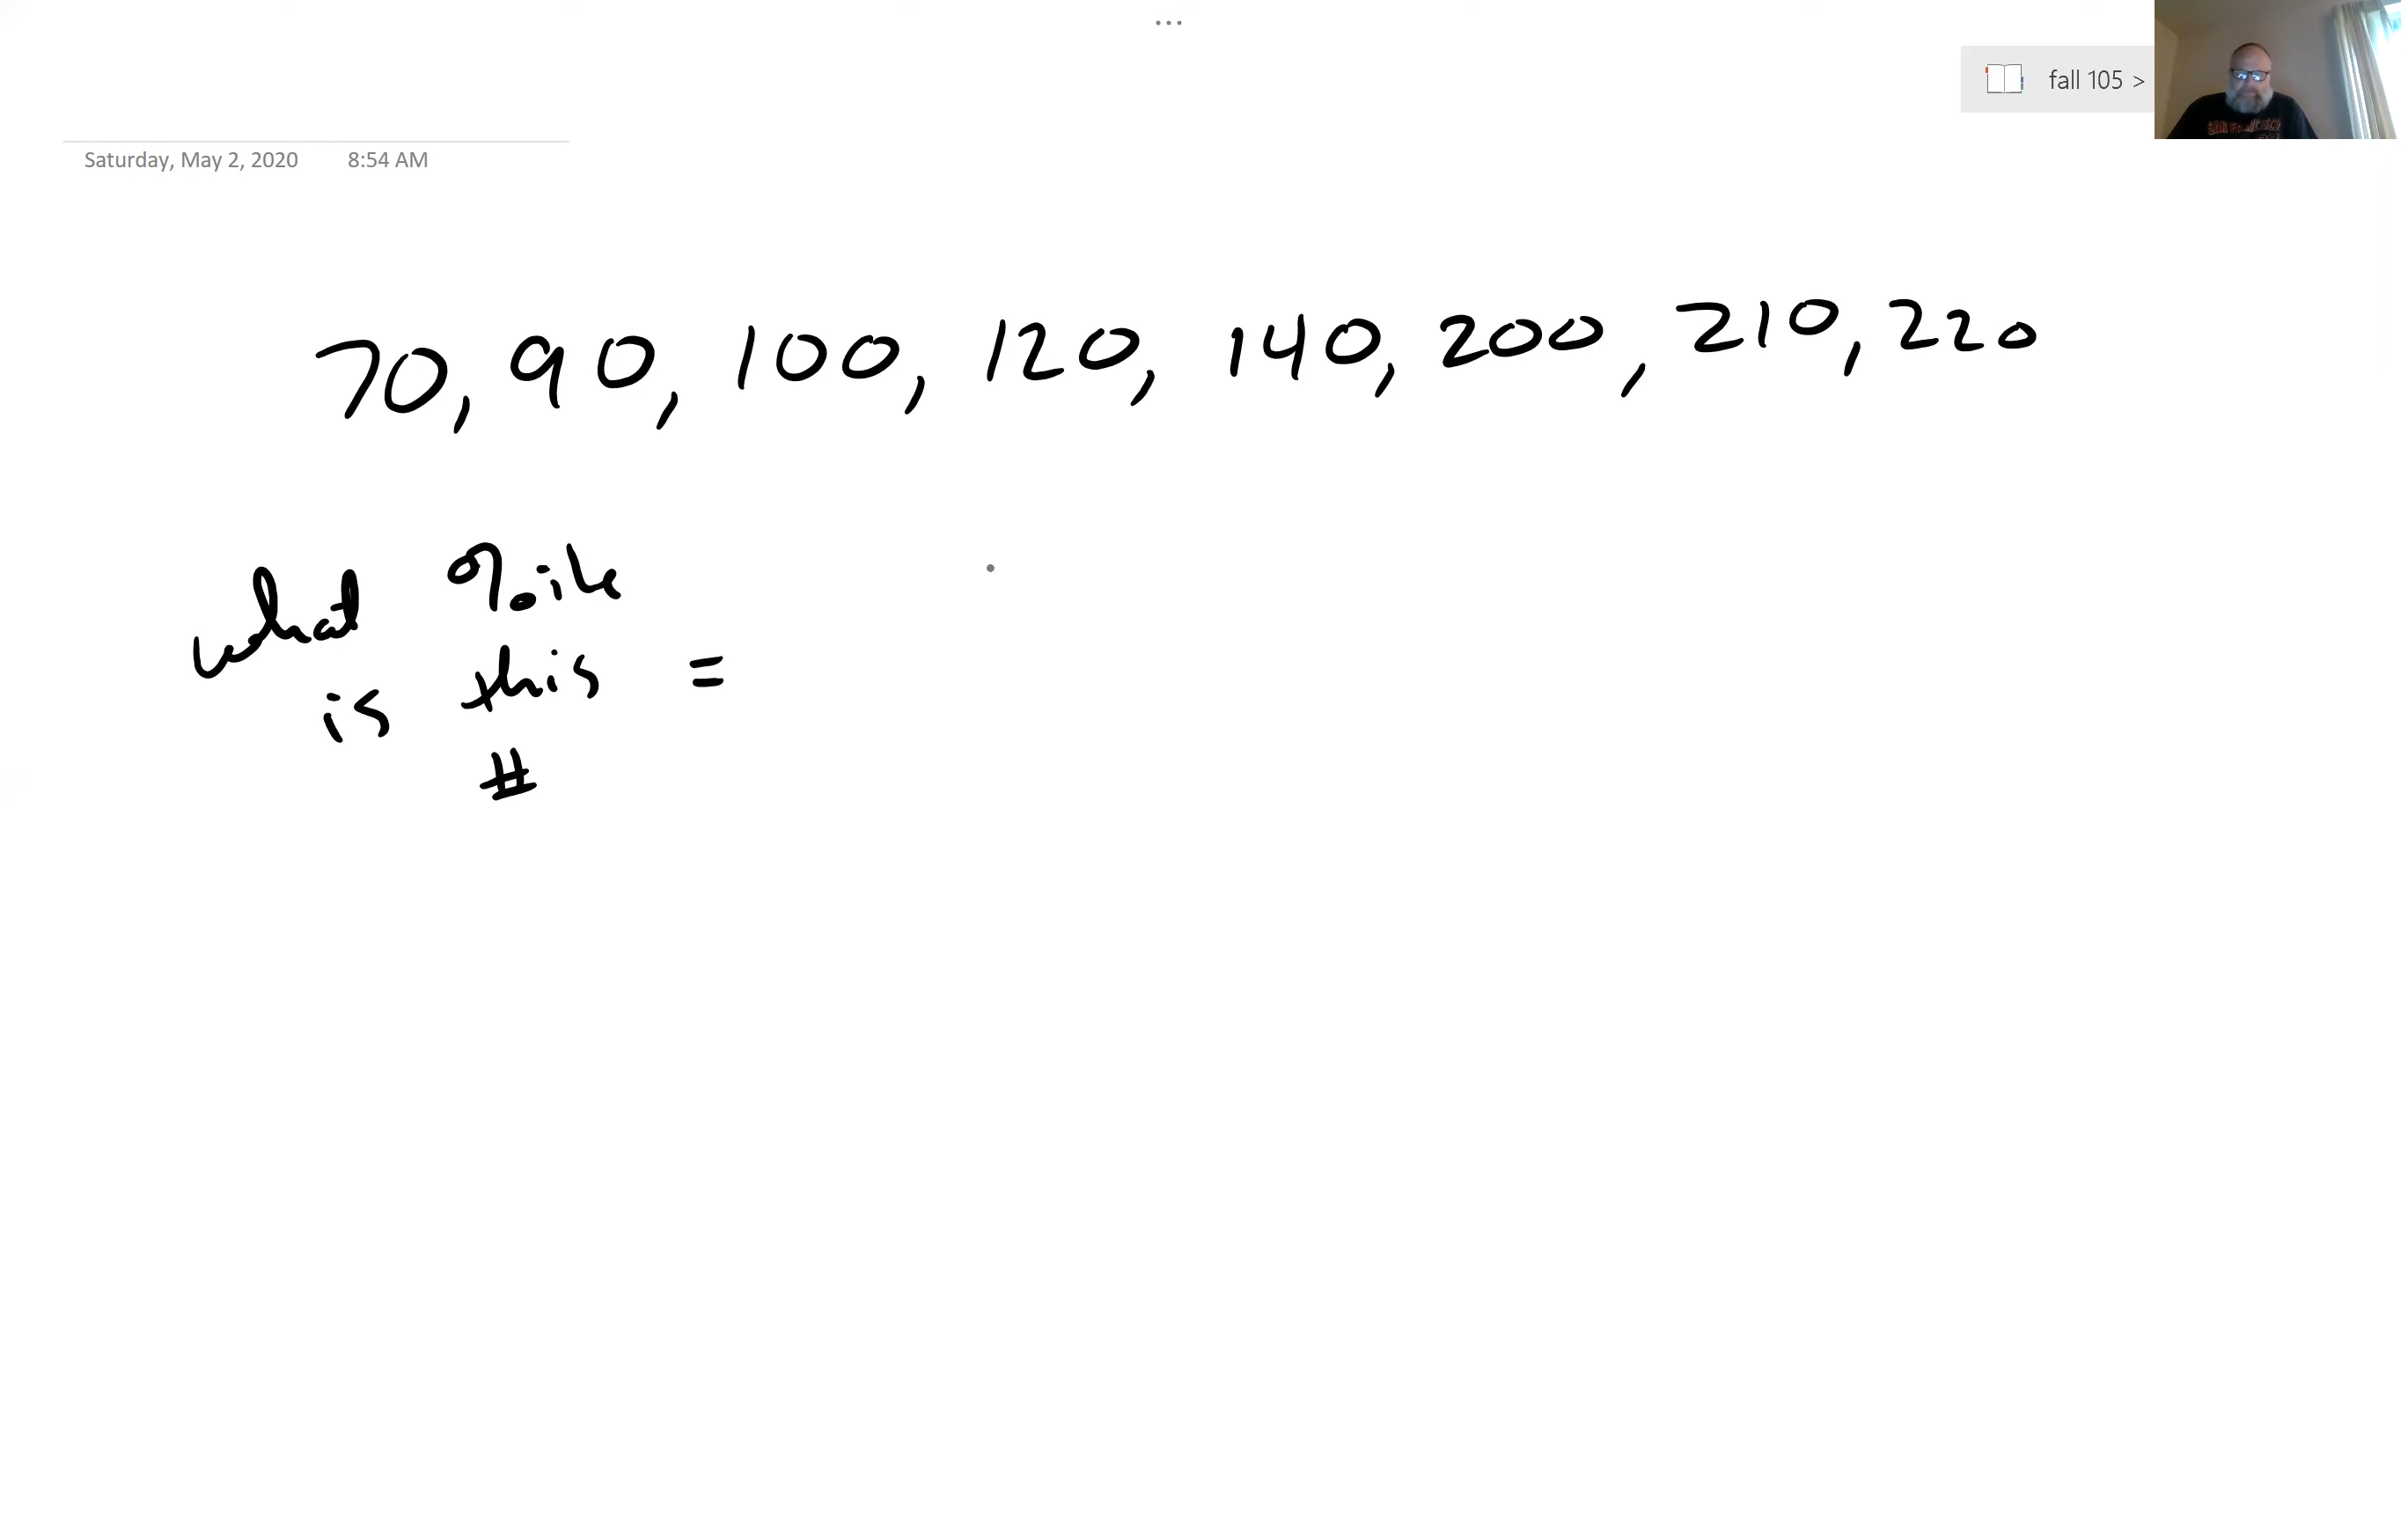 ...
fall 105 >
Saturday, May 2, 2020 8:54 AM
70, 90, 100, 120, 140, 200, 210, 220
what %ile
is this =
#